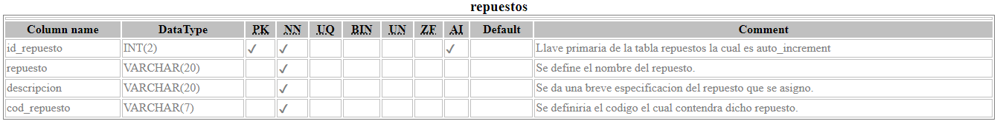 repuestos
Column name DataType PK NN UQ BIN UN ZF AI Default Comment
id_repuesto INT(2) ✓ ✓ ✓ Llave primaria de la tabla repuestos la cual es auto_increment
repuesto VARCHAR(20) ✓ Se define el nombre del repuesto.
descripcion VARCHAR(20) ✓ Se da una breve especificacion del repuesto que se asigno.
cod_repuesto VARCHAR(7) ✓ Se definiria el codigo el cual contendra dicho repuesto.